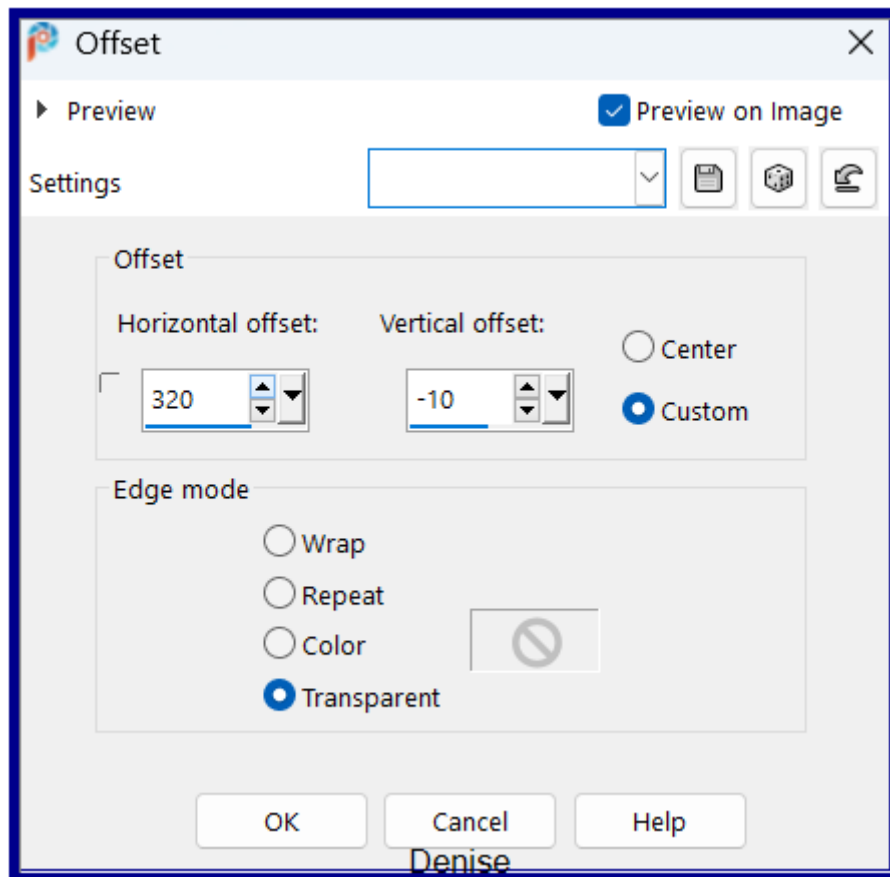 Offset
Preview Preview on Image
Settings
Offset
Horizontal offset: Vertical offset:
Center
320 -10
Custom
Edge mode
Wrap
Repeat
Color
Transparent
OK Cancel Help
Denise